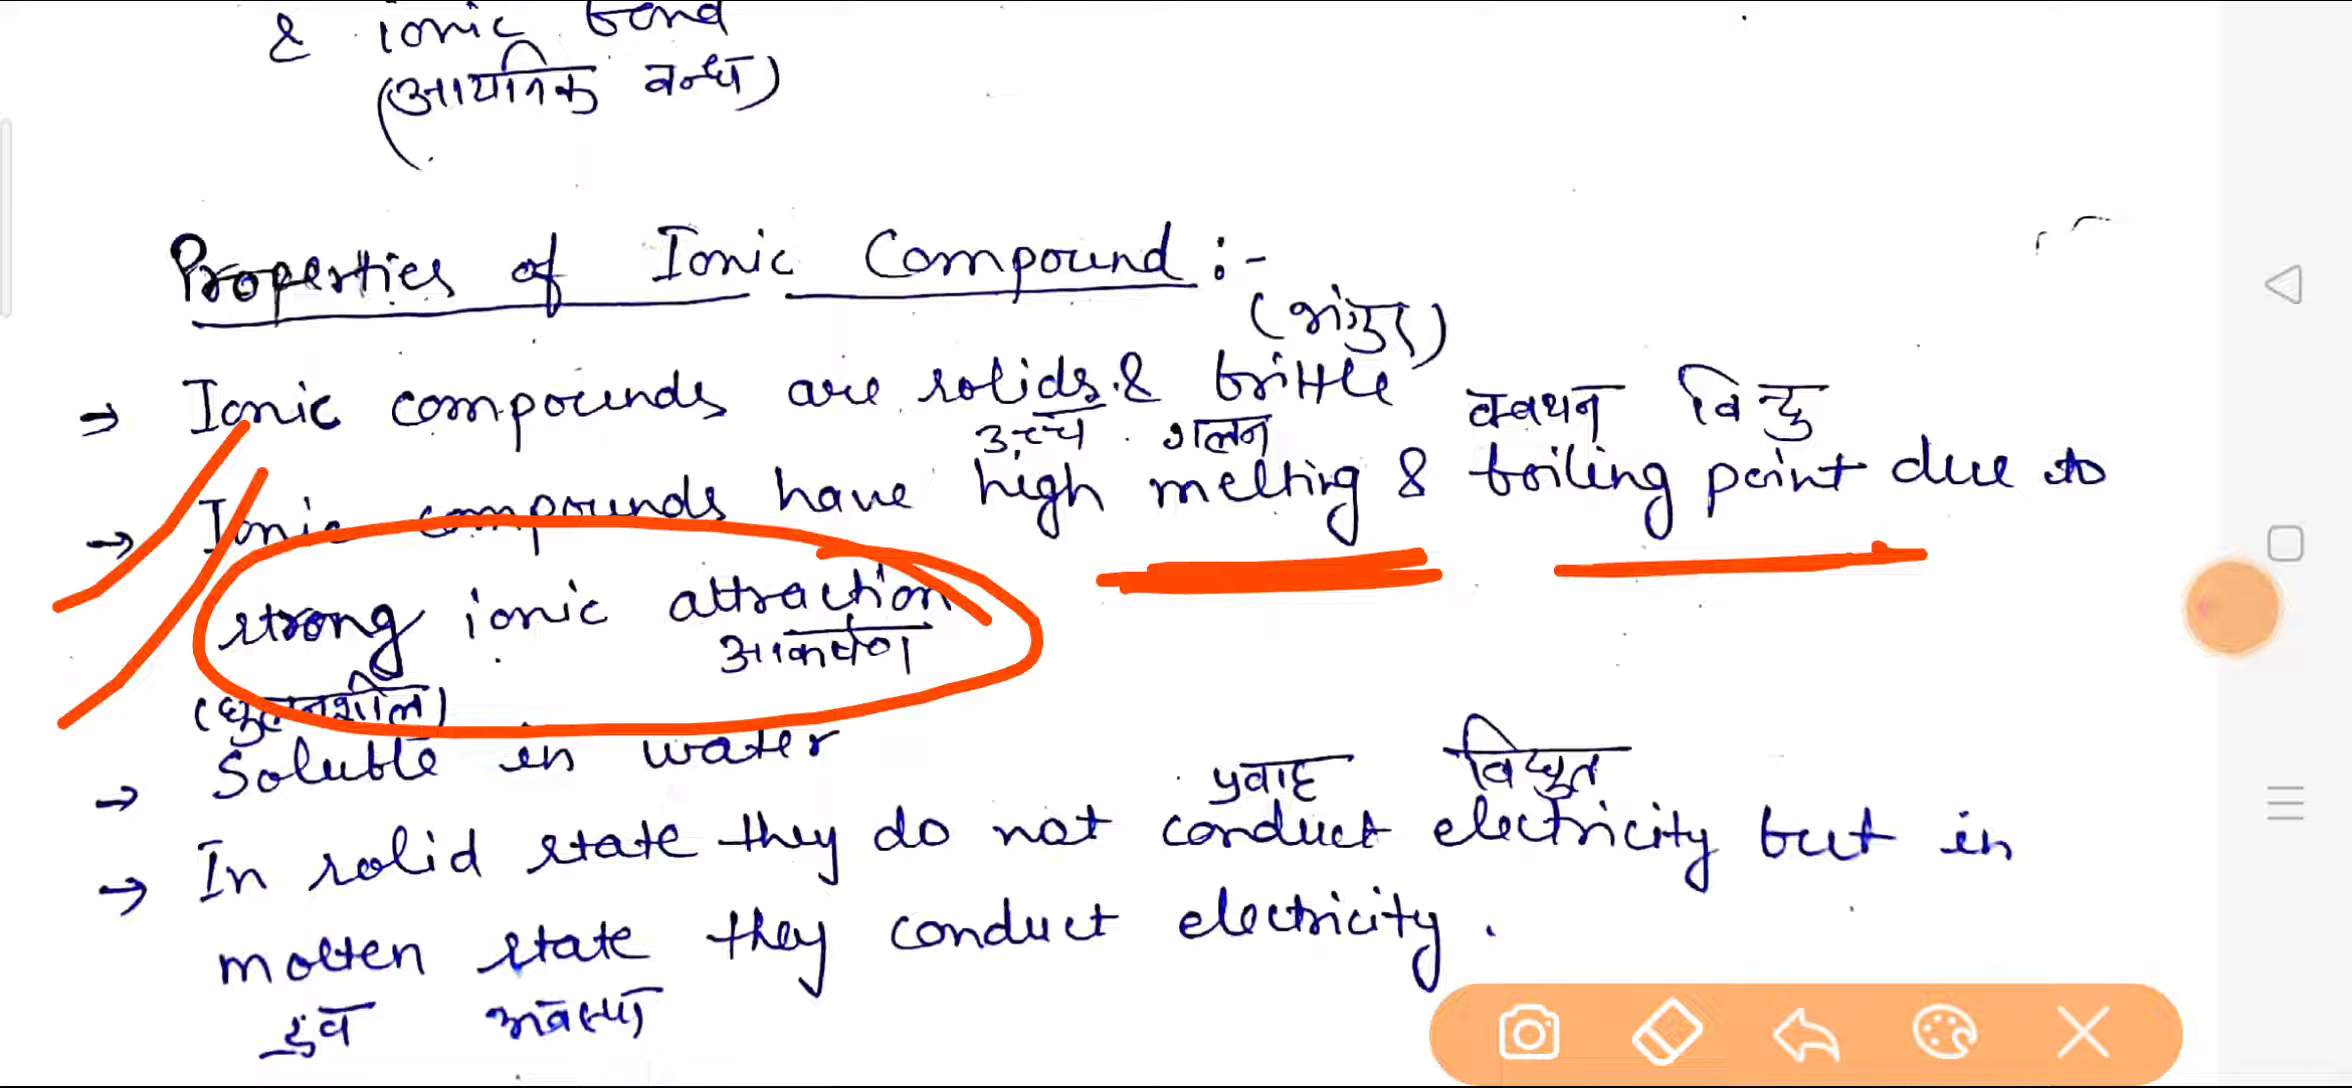 & ionic bond
(आयनिक बन्ध)
Properties of Ionic Compound :-
(भंगुर)
→ Ionic compounds are solids & brittle
उच्च गलन क्वथन बिन्दु
→ Ionic compounds have high melting & boiling point due to
strong ionic attraction
आकर्षण
(घुलनशील)
→ Soluble in water
प्रवाह विद्युत
→ In solid state they do not conduct electricity but in
molten state they conduct electricity.
द्रव अवस्था